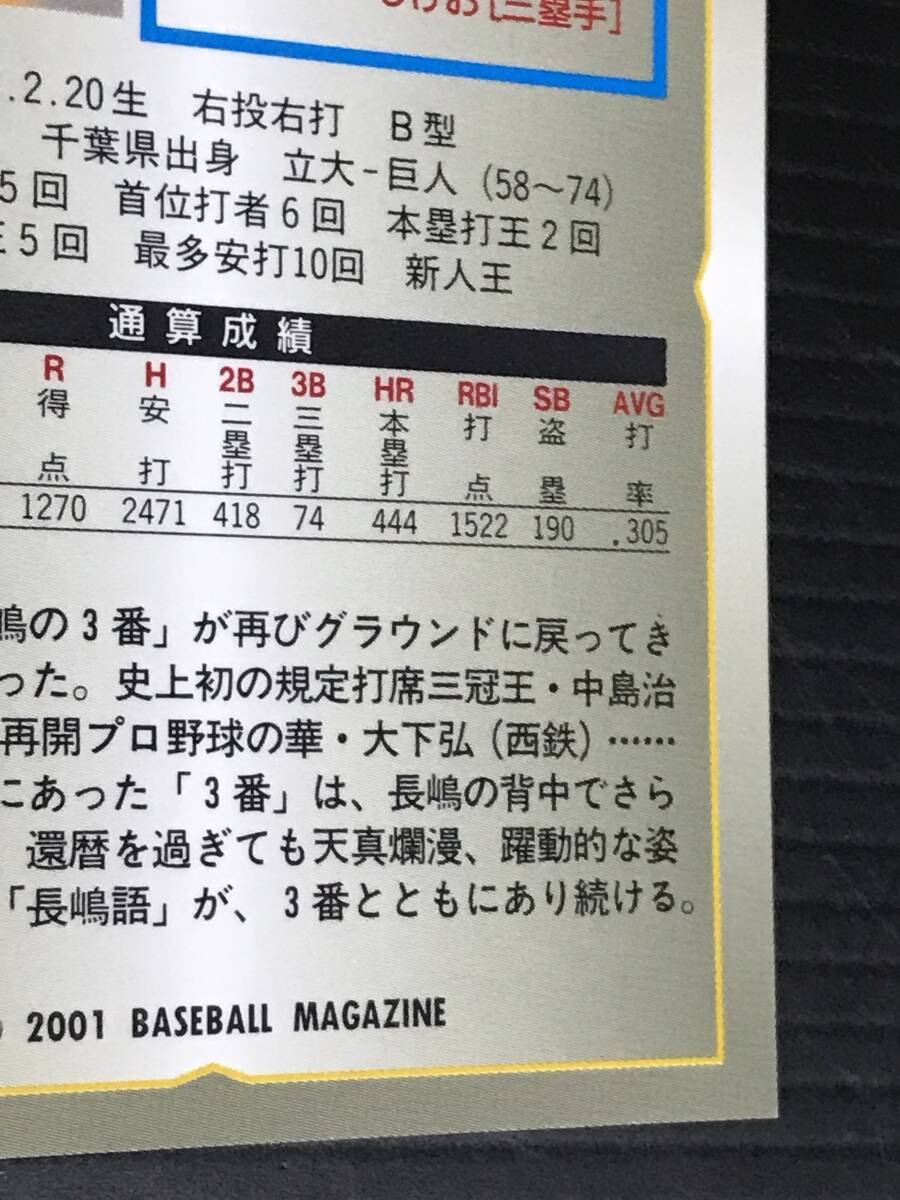 げお[三塁手]
.2.20生 右投右打 B型
千葉県出身 立大-巨人 (58〜74)
5回 首位打者6回 本塁打王2回
王5回 最多安打10回 新人王
通算成績
R H 2B 3B HR RBI SB AVG
得点 安打 二塁打 三塁打 本塁打 打点 盗塁 打率
1270 2471 418 74 444 1522 190 .305
嶋の3番」が再びグラウンドに戻ってき
った。史上初の規定打席三冠王・中島治
再開プロ野球の華・大下弘(西鉄)……
にあった「3番」は、長嶋の背中でさら
還暦を過ぎても天真爛漫、躍動的な姿
「長嶋語」が、3番とともにあり続ける。
2001 BASEBALL MAGAZINE